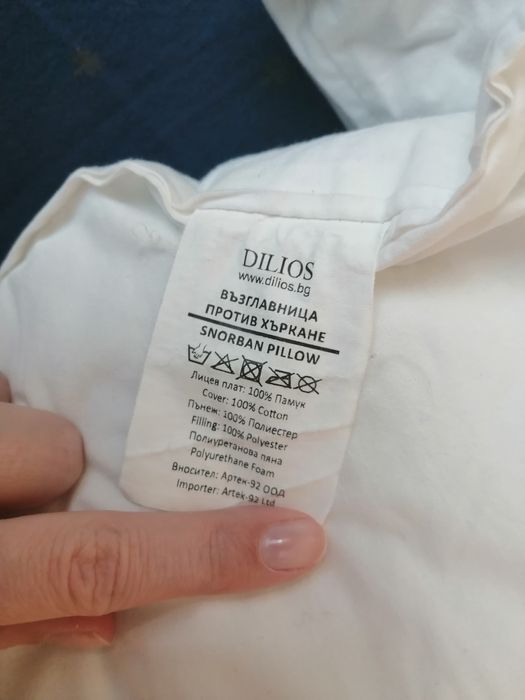 DILIOS
www.dilios.bg
ВЪЗГЛАВНИЦА
ПРОТИВ ХЪРКАНЕ
SNORBAN PILLOW
Лицев плат: 100% Памук
Cover: 100% Cotton
Пънеж: 100% Полиестер
Filling: 100% Polyester
Полиуретанова пяна
Polyurethane Foam
Вносител: Артек-92 ООД
Importer: Artek-92 Ltd